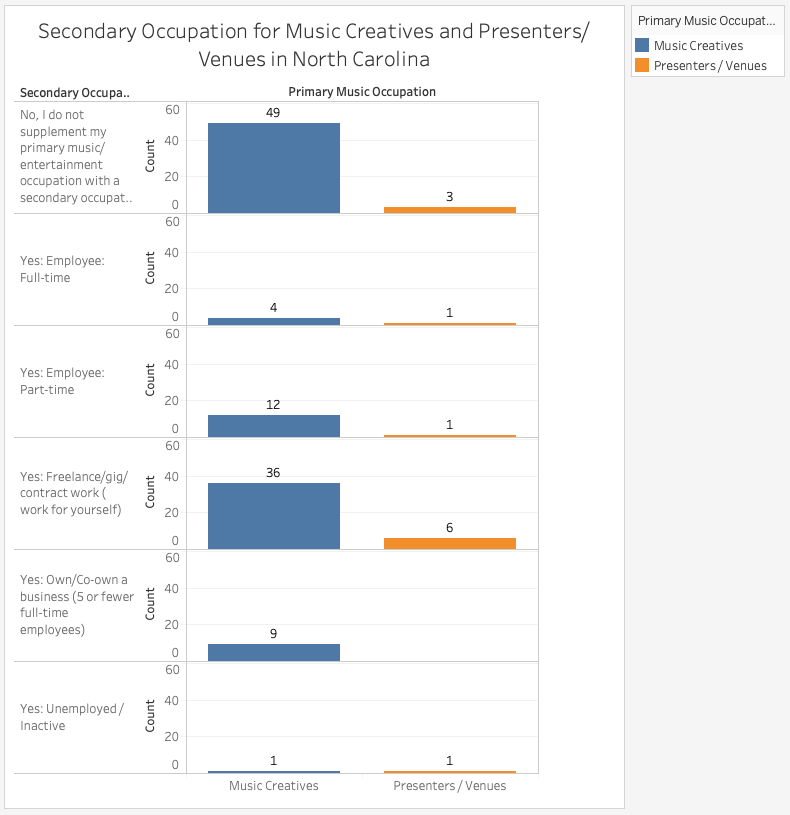 Secondary Occupation for Music Creatives and Presenters/
Venues in North Carolina
Primary Music Occupat...
Music Creatives
Presenters / Venues
Secondary Occupa..
Primary Music Occupation
No, I do not
supplement my
primary music/
entertainment
occupation with a
secondary occupat..
Count
60
40
20
0
49
3
Yes: Employee:
Full-time
Count
60
40
20
0
4
1
Yes: Employee:
Part-time
Count
60
40
20
0
12
1
Yes: Freelance/gig/
contract work (
work for yourself)
Count
60
40
20
0
36
6
Yes: Own/Co-own a
business (5 or fewer
full-time
employees)
Count
60
40
20
0
9
Yes: Unemployed /
Inactive
Count
60
40
20
0
1
1
Music Creatives
Presenters / Venues